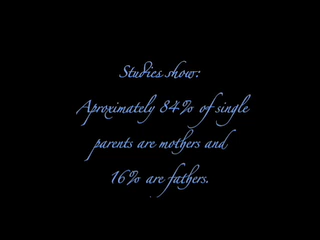 Studies show:
Aproximately 84% of single
parents are mothers and
16% are fathers.